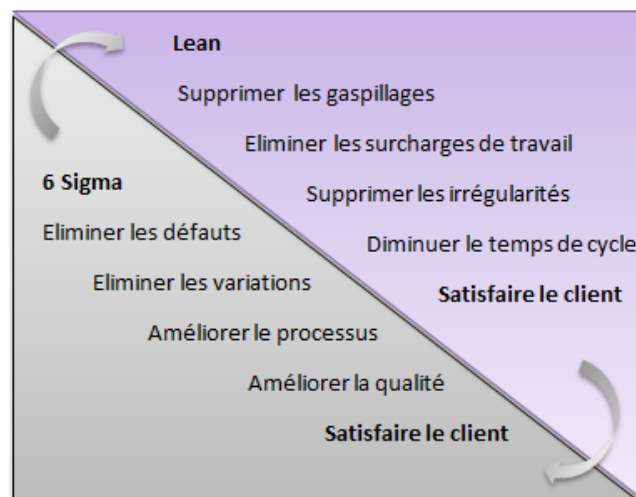 Lean
Supprimer les gaspillages
Eliminer les surcharges de travail
Supprimer les irrégularités
Diminuer le temps de cycle
Satisfaire le client
6 Sigma
Eliminer les défauts
Eliminer les variations
Améliorer le processus
Améliorer la qualité
Satisfaire le client